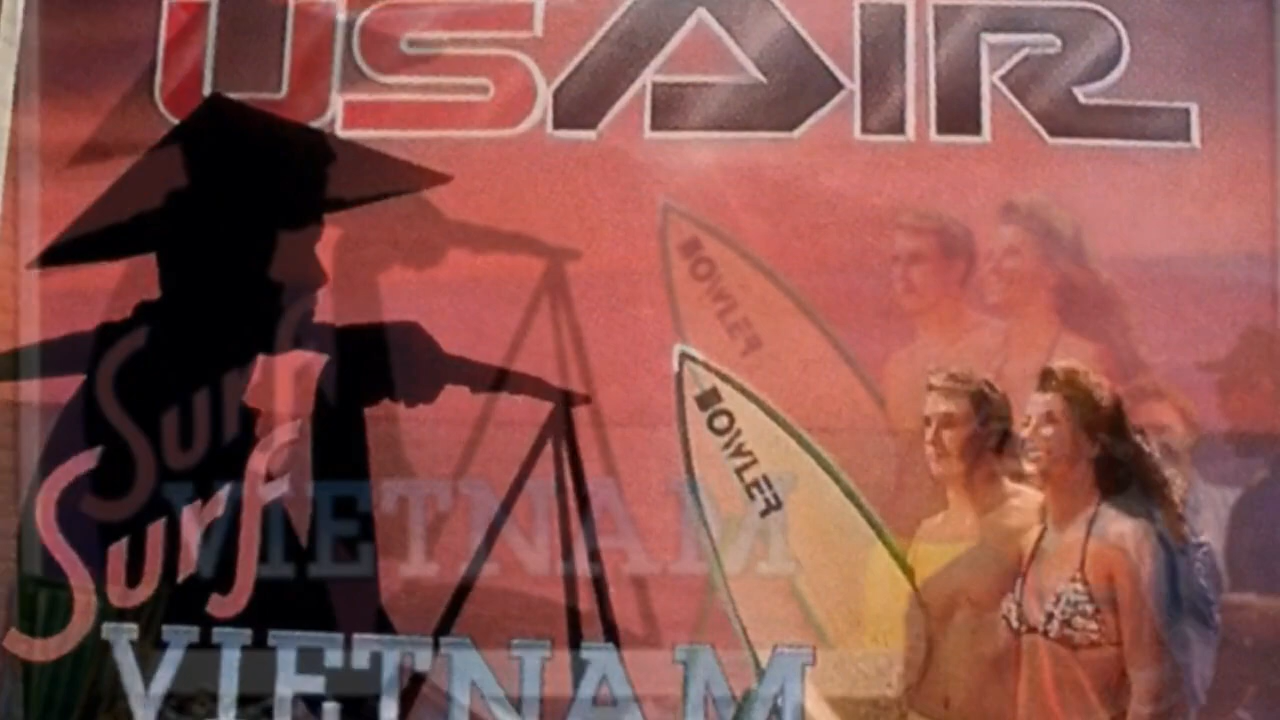 USAIR
BOWLER
BOWLER
Surf
VIETNAM
Surf
VIETNAM